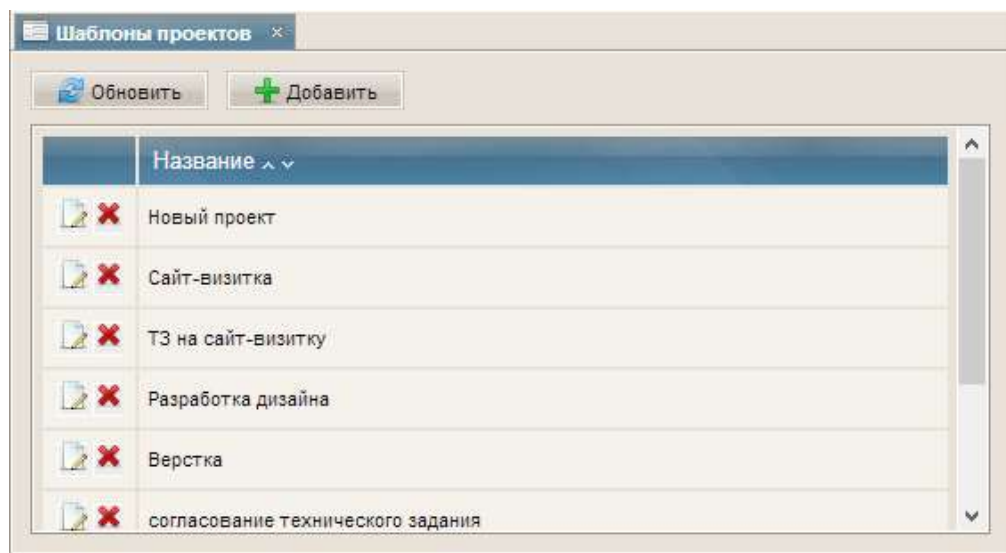 Шаблоны проектов
Обновить Добавить
Название
Новый проект
Сайт-визитка
ТЗ на сайт-визитку
Разработка дизайна
Верстка
согласование технического задания